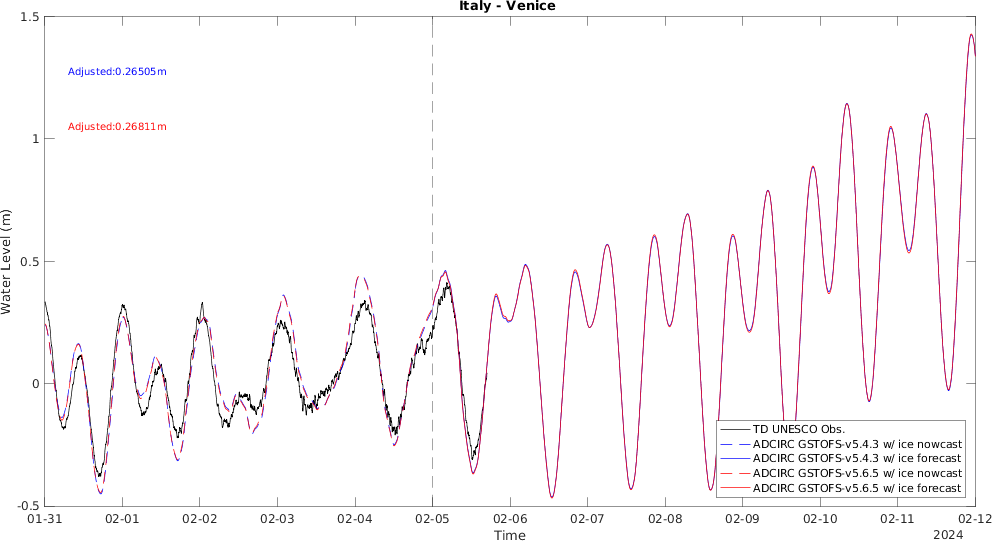 Italy - Venice
1.5
1
0.5
0
-0.5
Water Level (m)
Adjusted:0.26505m
Adjusted:0.26811m
TD UNESCO Obs.
ADCIRC GSTOFS-v5.4.3 w/ ice nowcast
ADCIRC GSTOFS-v5.4.3 w/ ice forecast
ADCIRC GSTOFS-v5.6.5 w/ ice nowcast
ADCIRC GSTOFS-v5.6.5 w/ ice forecast
01-31 02-01 02-02 02-03 02-04 02-05 02-06 02-07 02-08 02-09 02-10 02-11 02-12
Time
2024